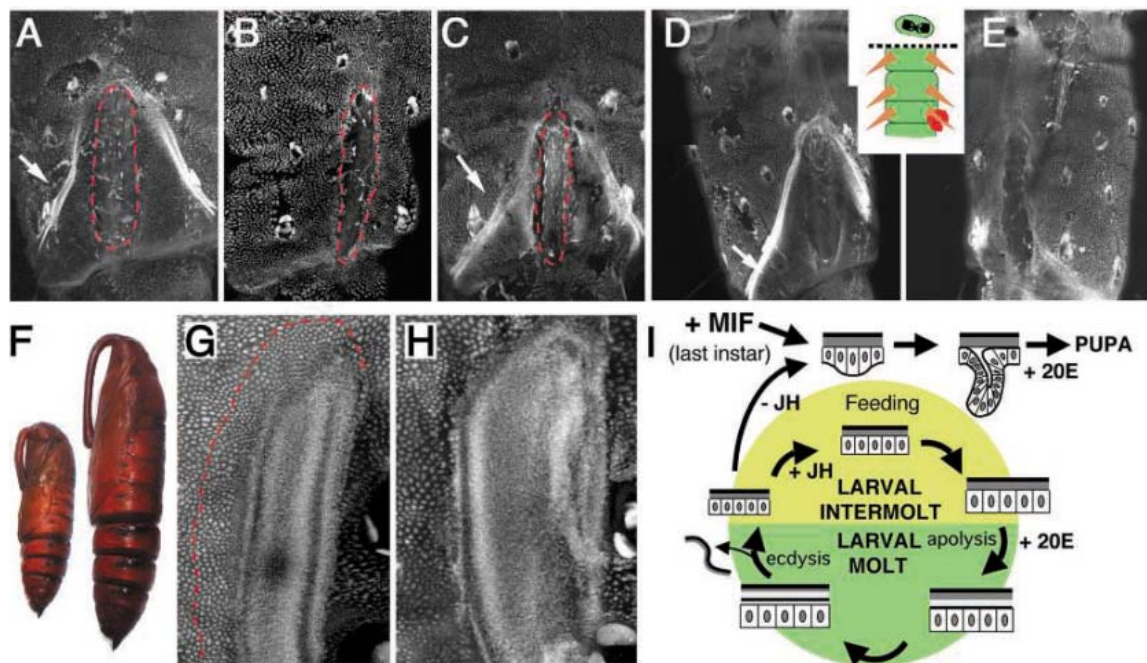 A
B
C
D
E
F
G
H
I
+ MIF
(last instar)
PUPA
+ 20E
- JH
Feeding
+ JH
LARVAL
INTERMOLT
LARVAL
MOLT
apolysis
+ 20E
ecdysis